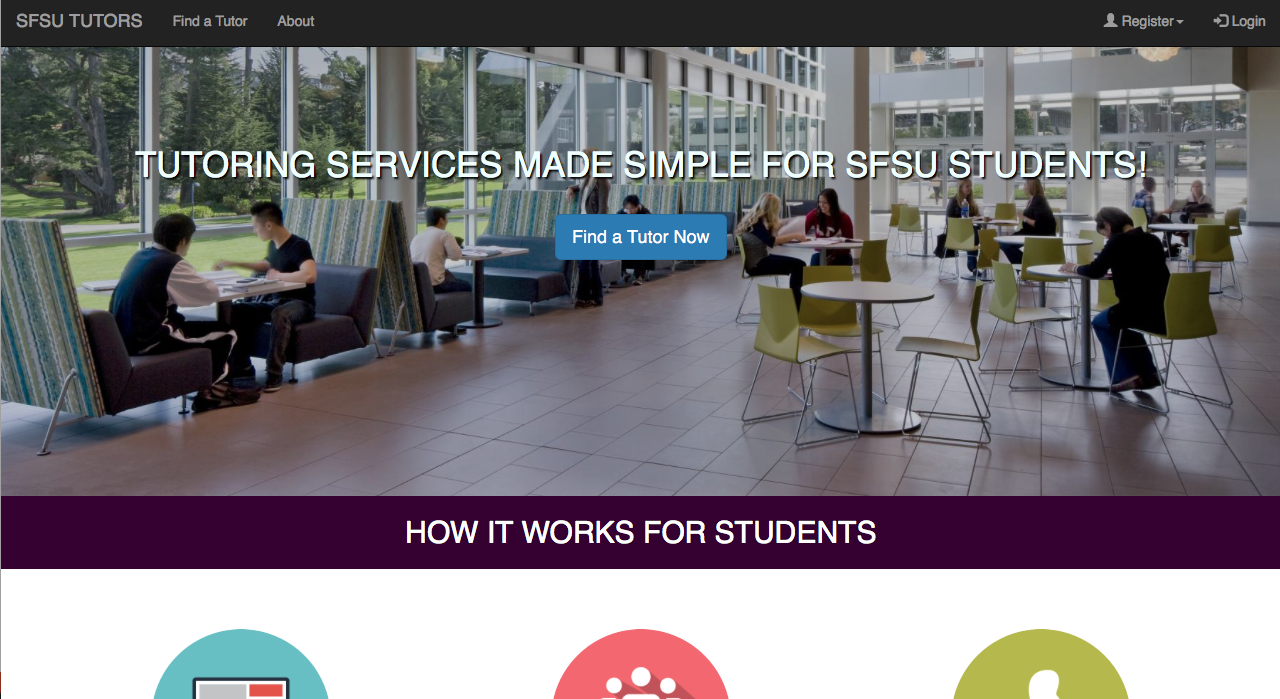 SFSU TUTORS Find a Tutor About Register Login
TUTORING SERVICES MADE SIMPLE FOR SFSU STUDENTS!
Find a Tutor Now
HOW IT WORKS FOR STUDENTS